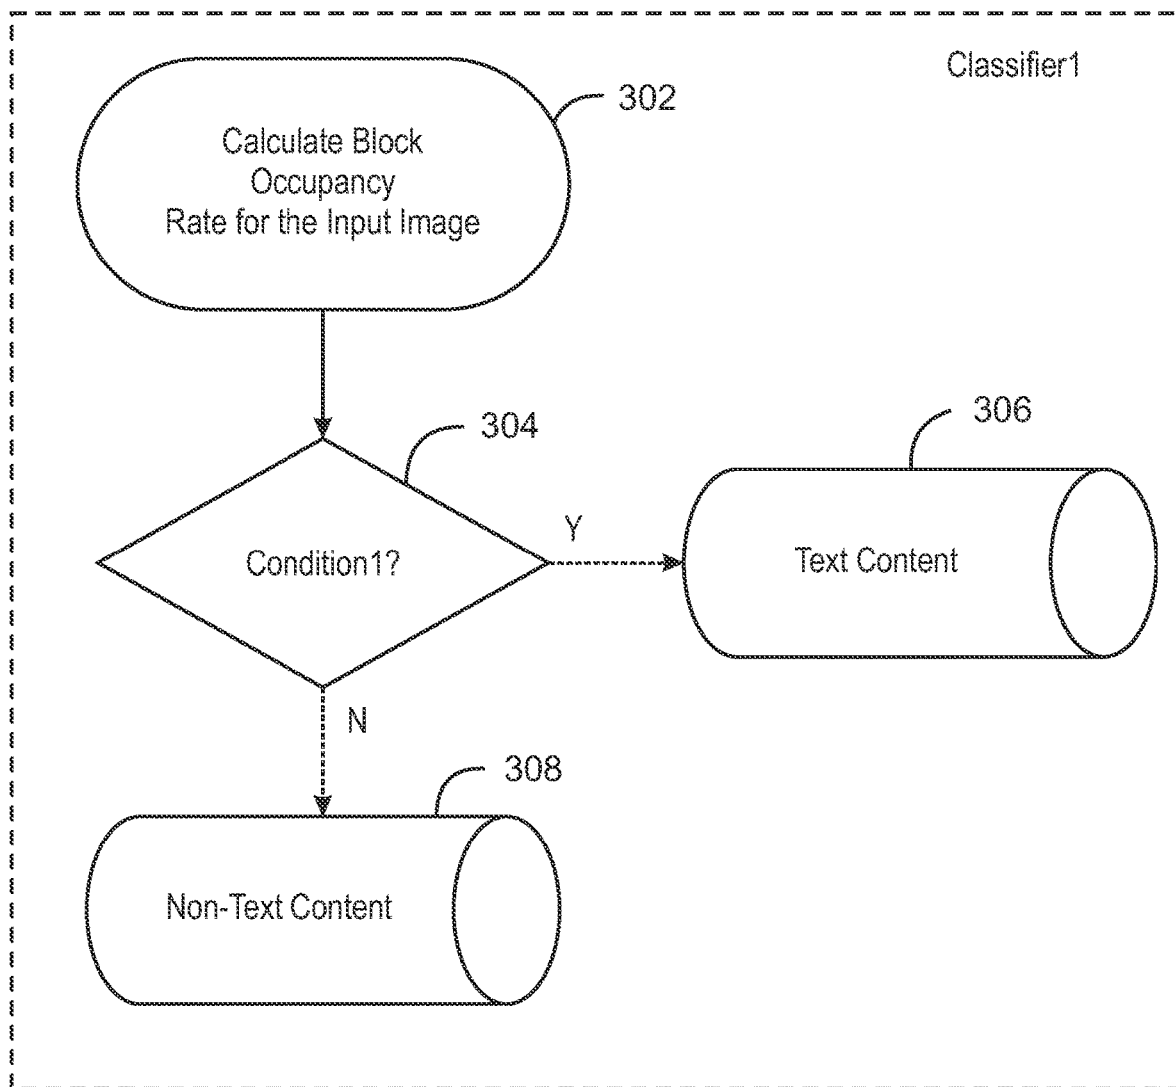 Classifier1
302
Calculate Block
Occupancy
Rate for the Input Image
304
306
Condition1?
Y
Text Content
N
308
Non-Text Content